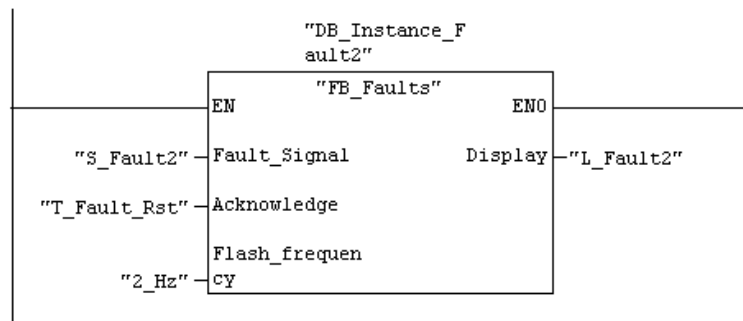 "DB_Instance_F
ault2"
"FB_Faults"
EN ENO
"S_Fault2" Fault_Signal Display "L_Fault2"
"T_Fault_Rst" Acknowledge
Flash_frequen
"2_Hz" cy